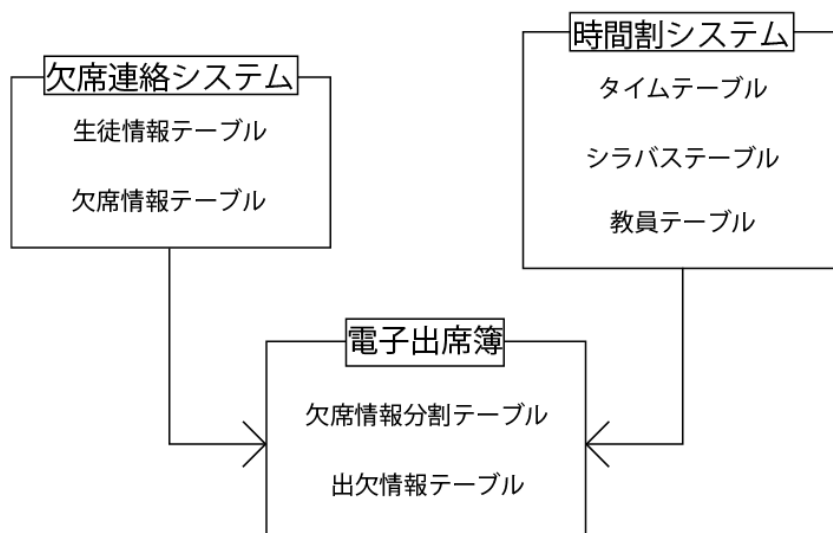 欠席連絡システム
生徒情報テーブル
欠席情報テーブル
時間割システム
タイムテーブル
シラバステーブル
教員テーブル
電子出席簿
欠席情報分割テーブル
出欠情報テーブル